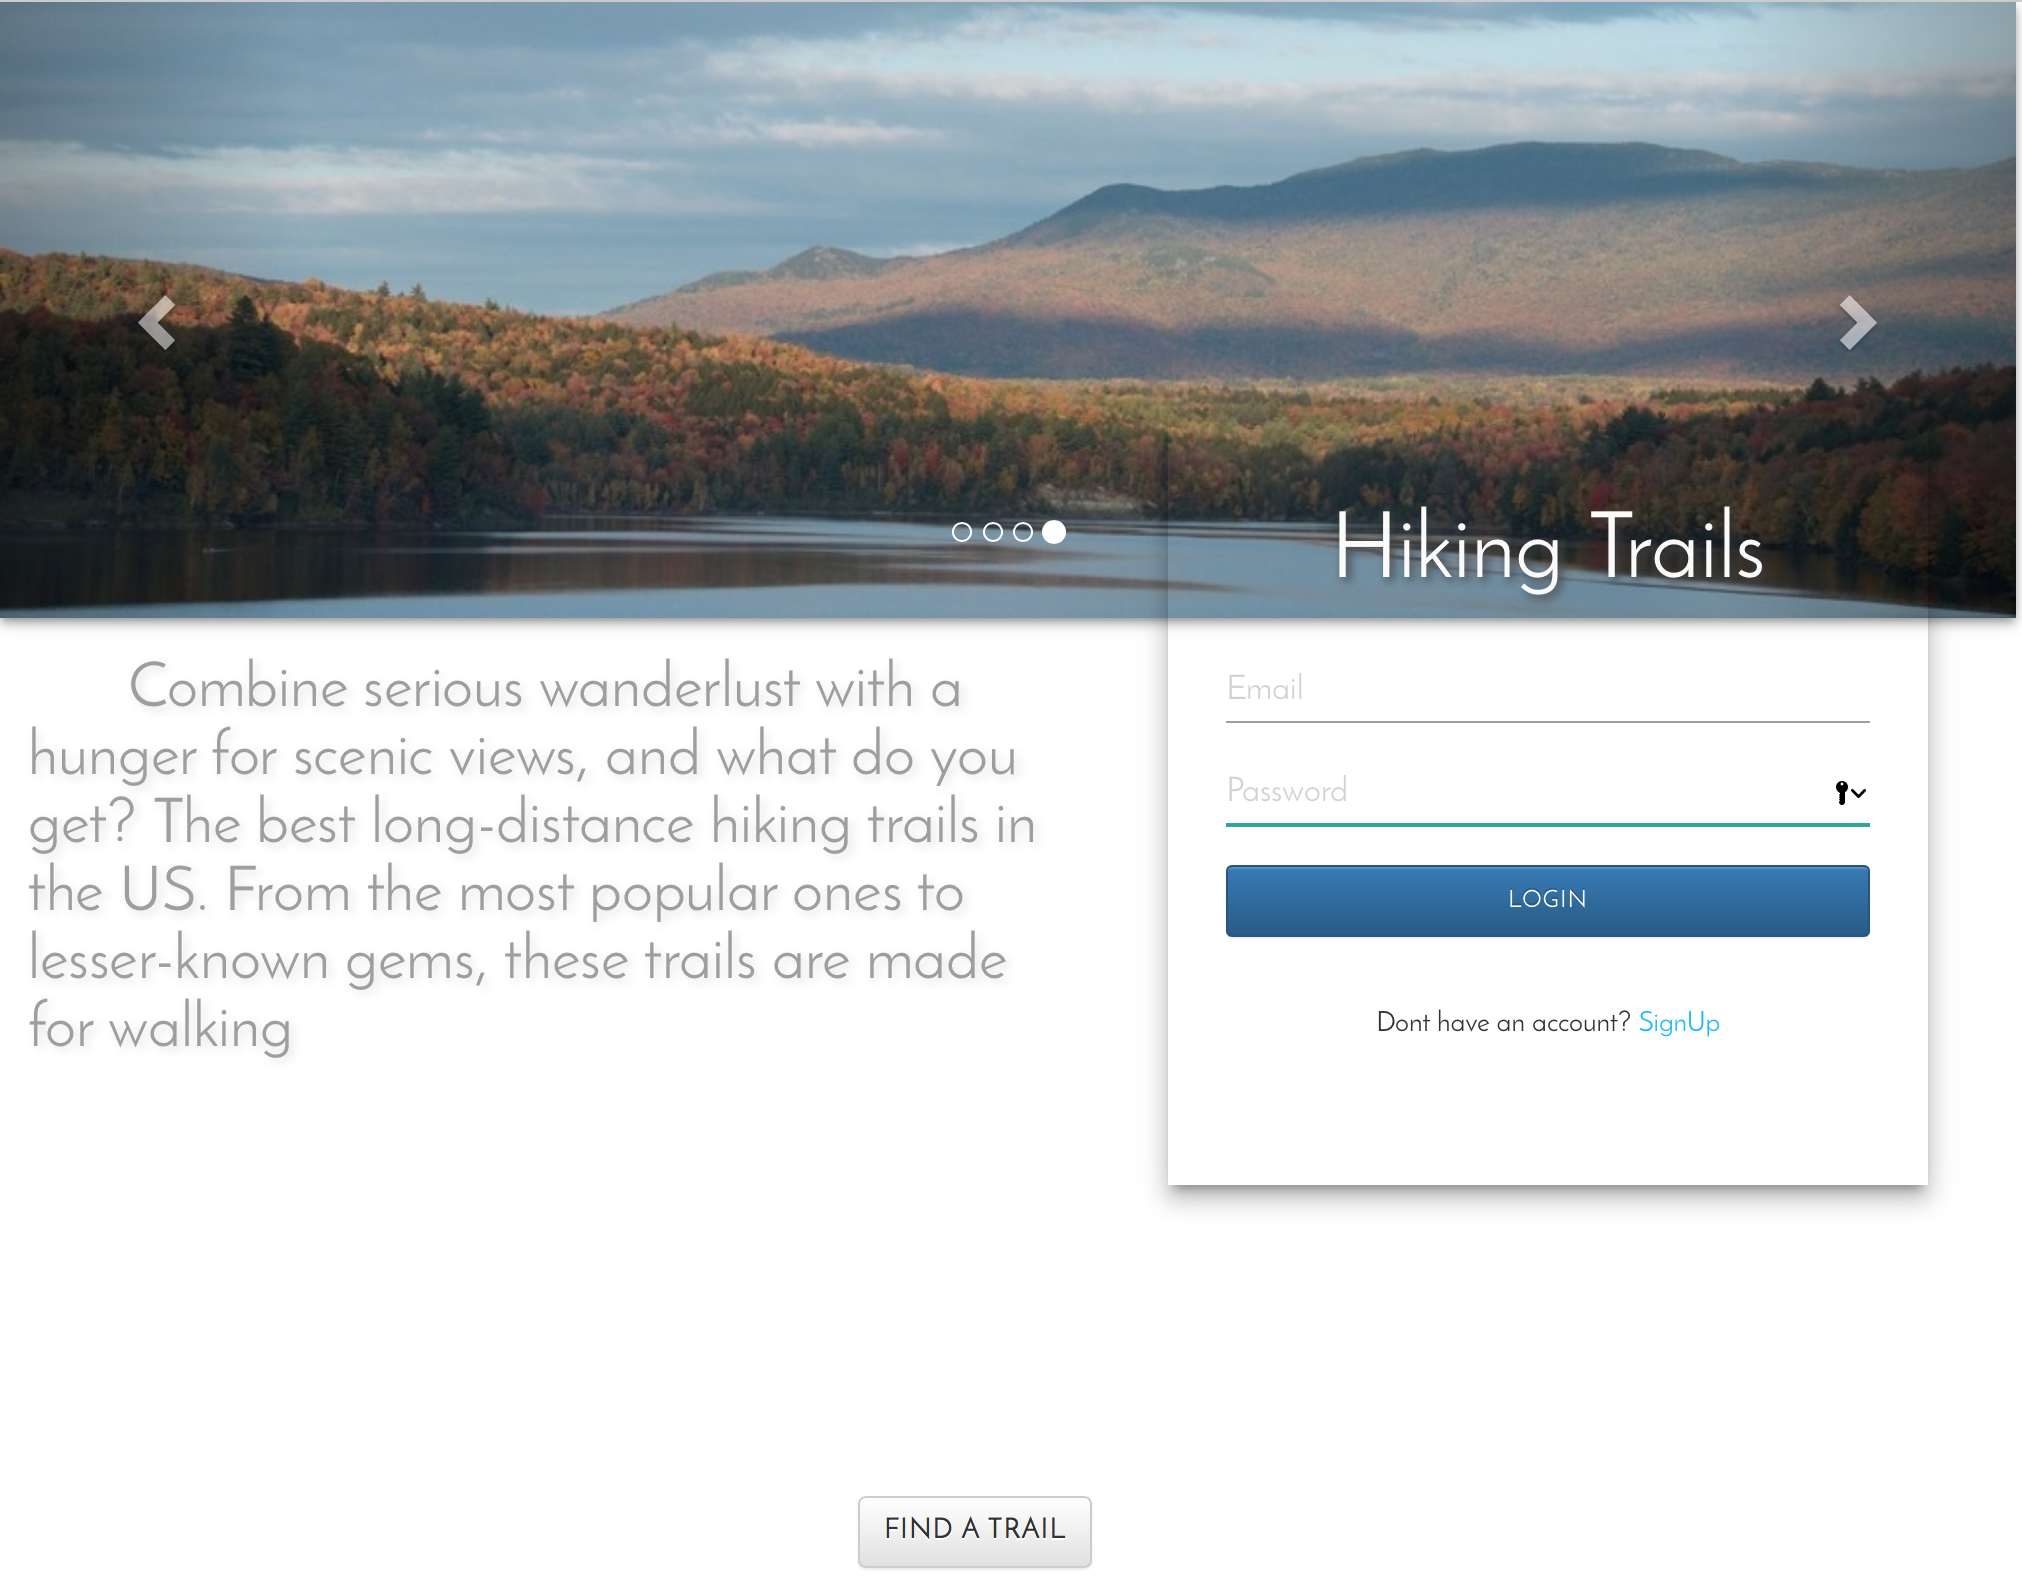 Hiking Trails
Combine serious wanderlust with a
hunger for scenic views, and what do you
get? The best long-distance hiking trails in
the US. From the most popular ones to
lesser-known gems, these trails are made
for walking
Email
Password
LOGIN
Dont have an account? SignUp
FIND A TRAIL